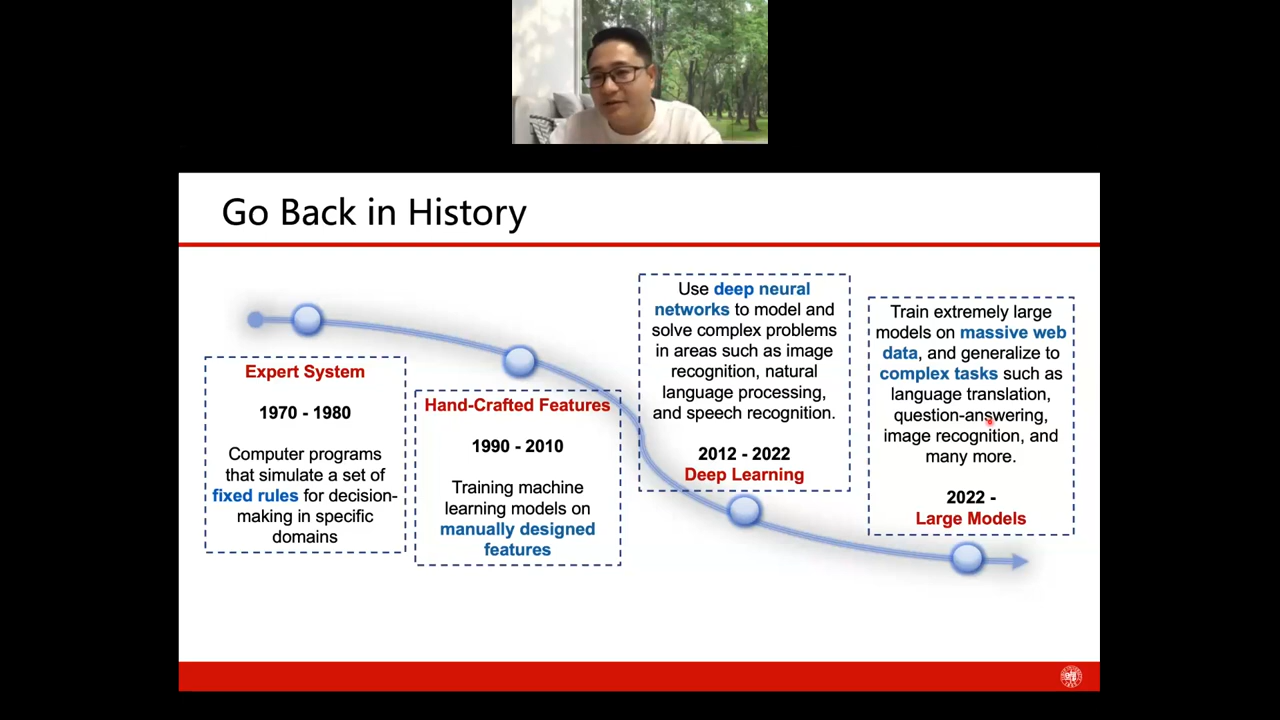 Go Back in History
Expert System
1970 - 1980
Computer programs
that simulate a set of
fixed rules for decision-
making in specific
domains
Hand-Crafted Features
1990 - 2010
Training machine
learning models on
manually designed
features
Use deep neural
networks to model and
solve complex problems
in areas such as image
recognition, natural
language processing,
and speech recognition.
2012 - 2022
Deep Learning
Train extremely large
models on massive web
data, and generalize to
complex tasks such as
language translation,
question-answering,
image recognition, and
many more.
2022 -
Large Models